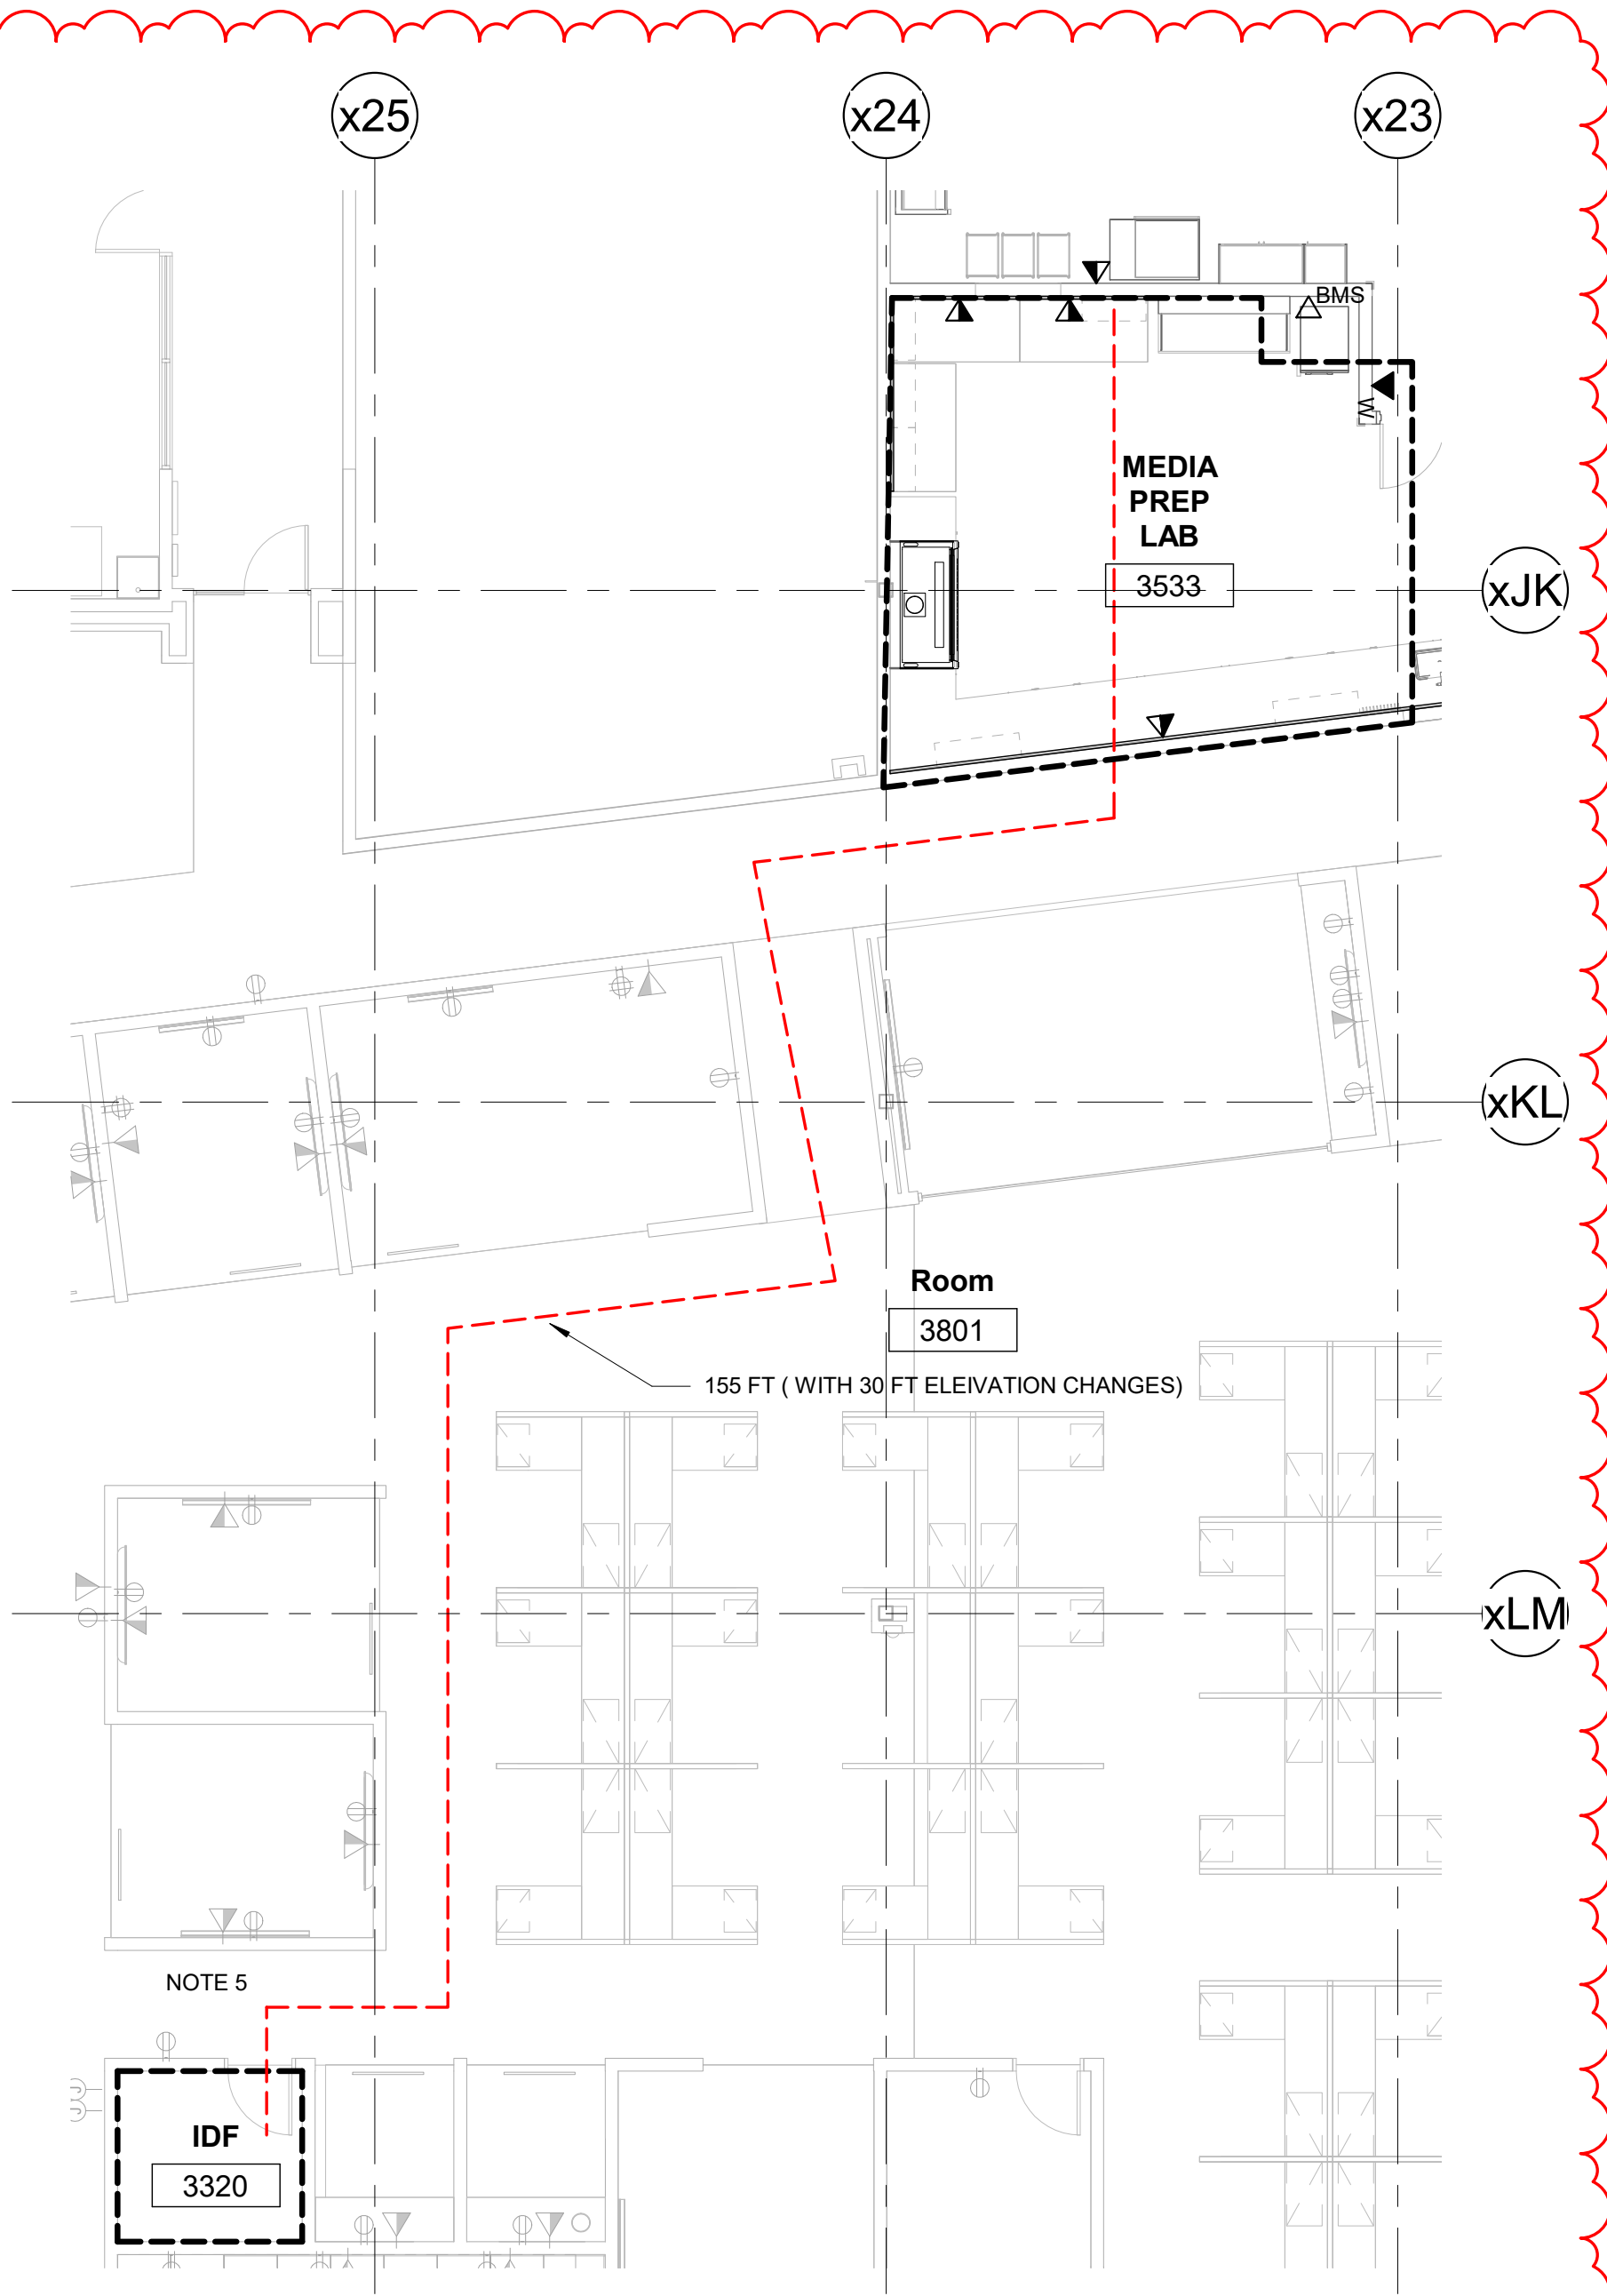 x25
x24
x23
BMS
W
MEDIA
PREP
LAB
3533
xJK
xKL
Room
3801
155 FT ( WITH 30 FT ELEIVATION CHANGES)
xLM
NOTE 5
IDF
3320